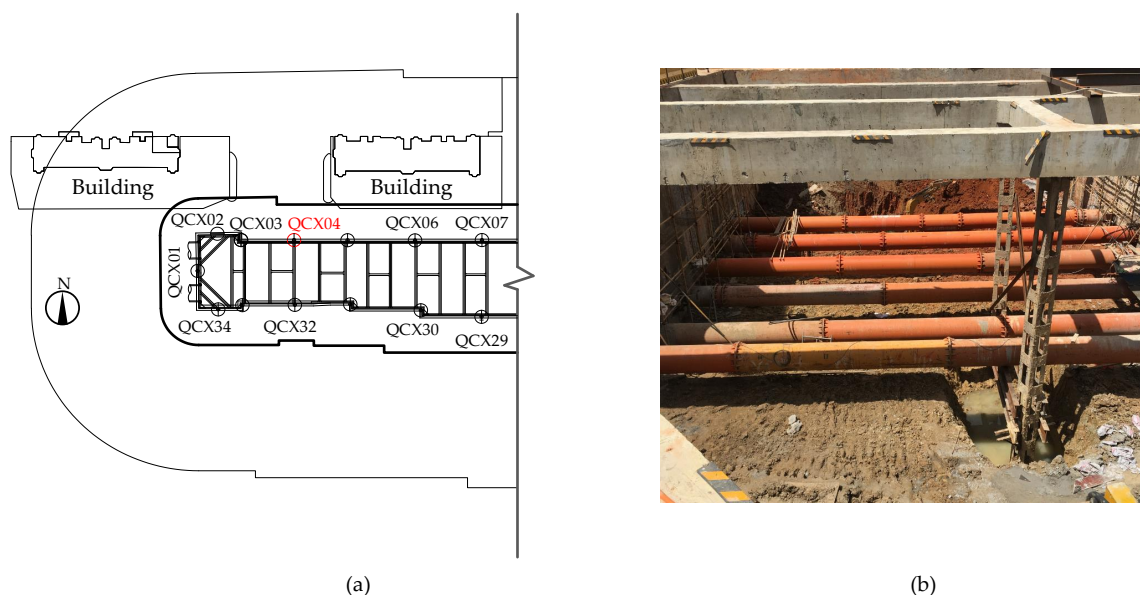 Building
Building
QCX02
QCX03
QCX04
QCX06
QCX07
QCX01
N
QCX34
QCX32
QCX30
QCX29
(a)
(b)